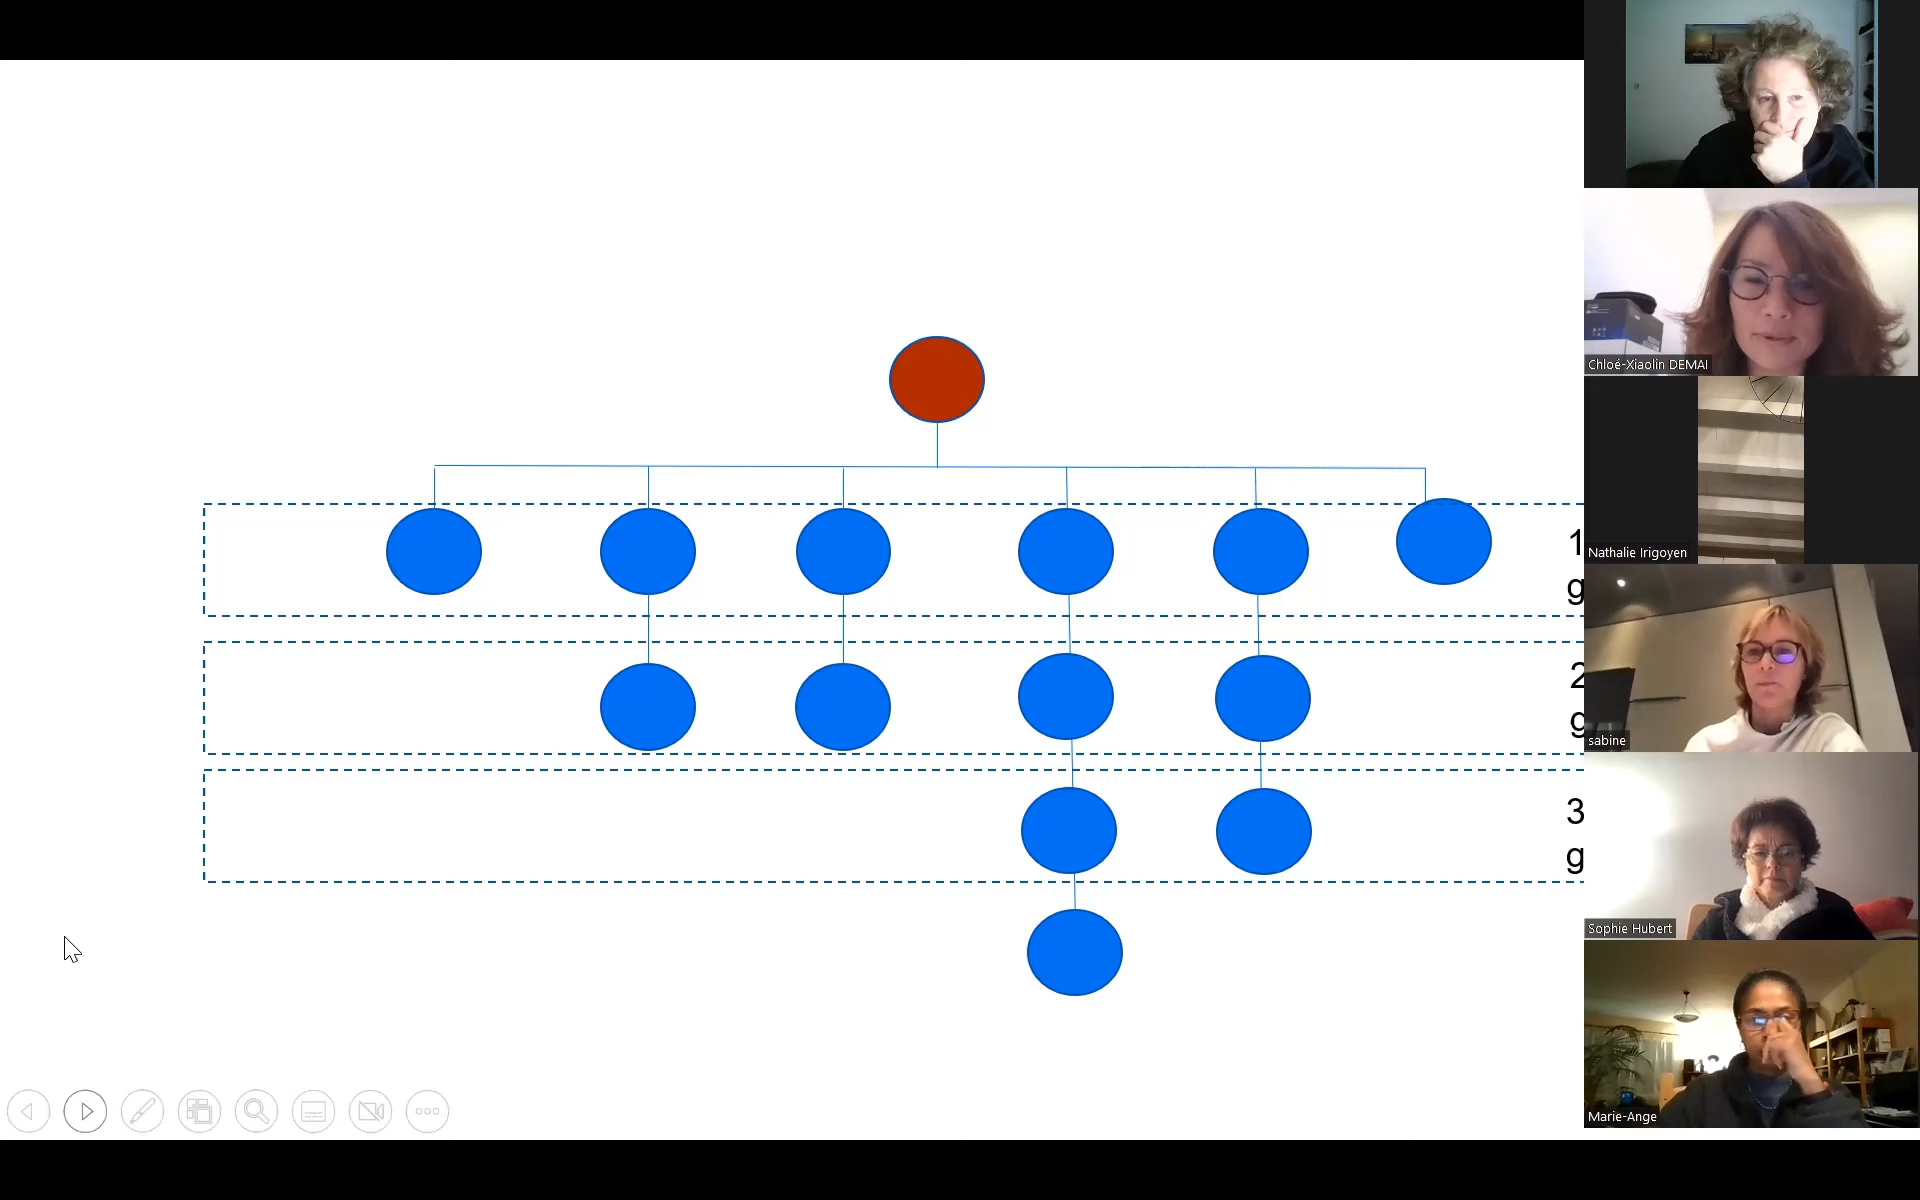 1
g
2
g
3
g
Chloé-Xiaolin DEMAI
Nathalie Irigoyen
sabine
Sophie Hubert
Marie-Ange